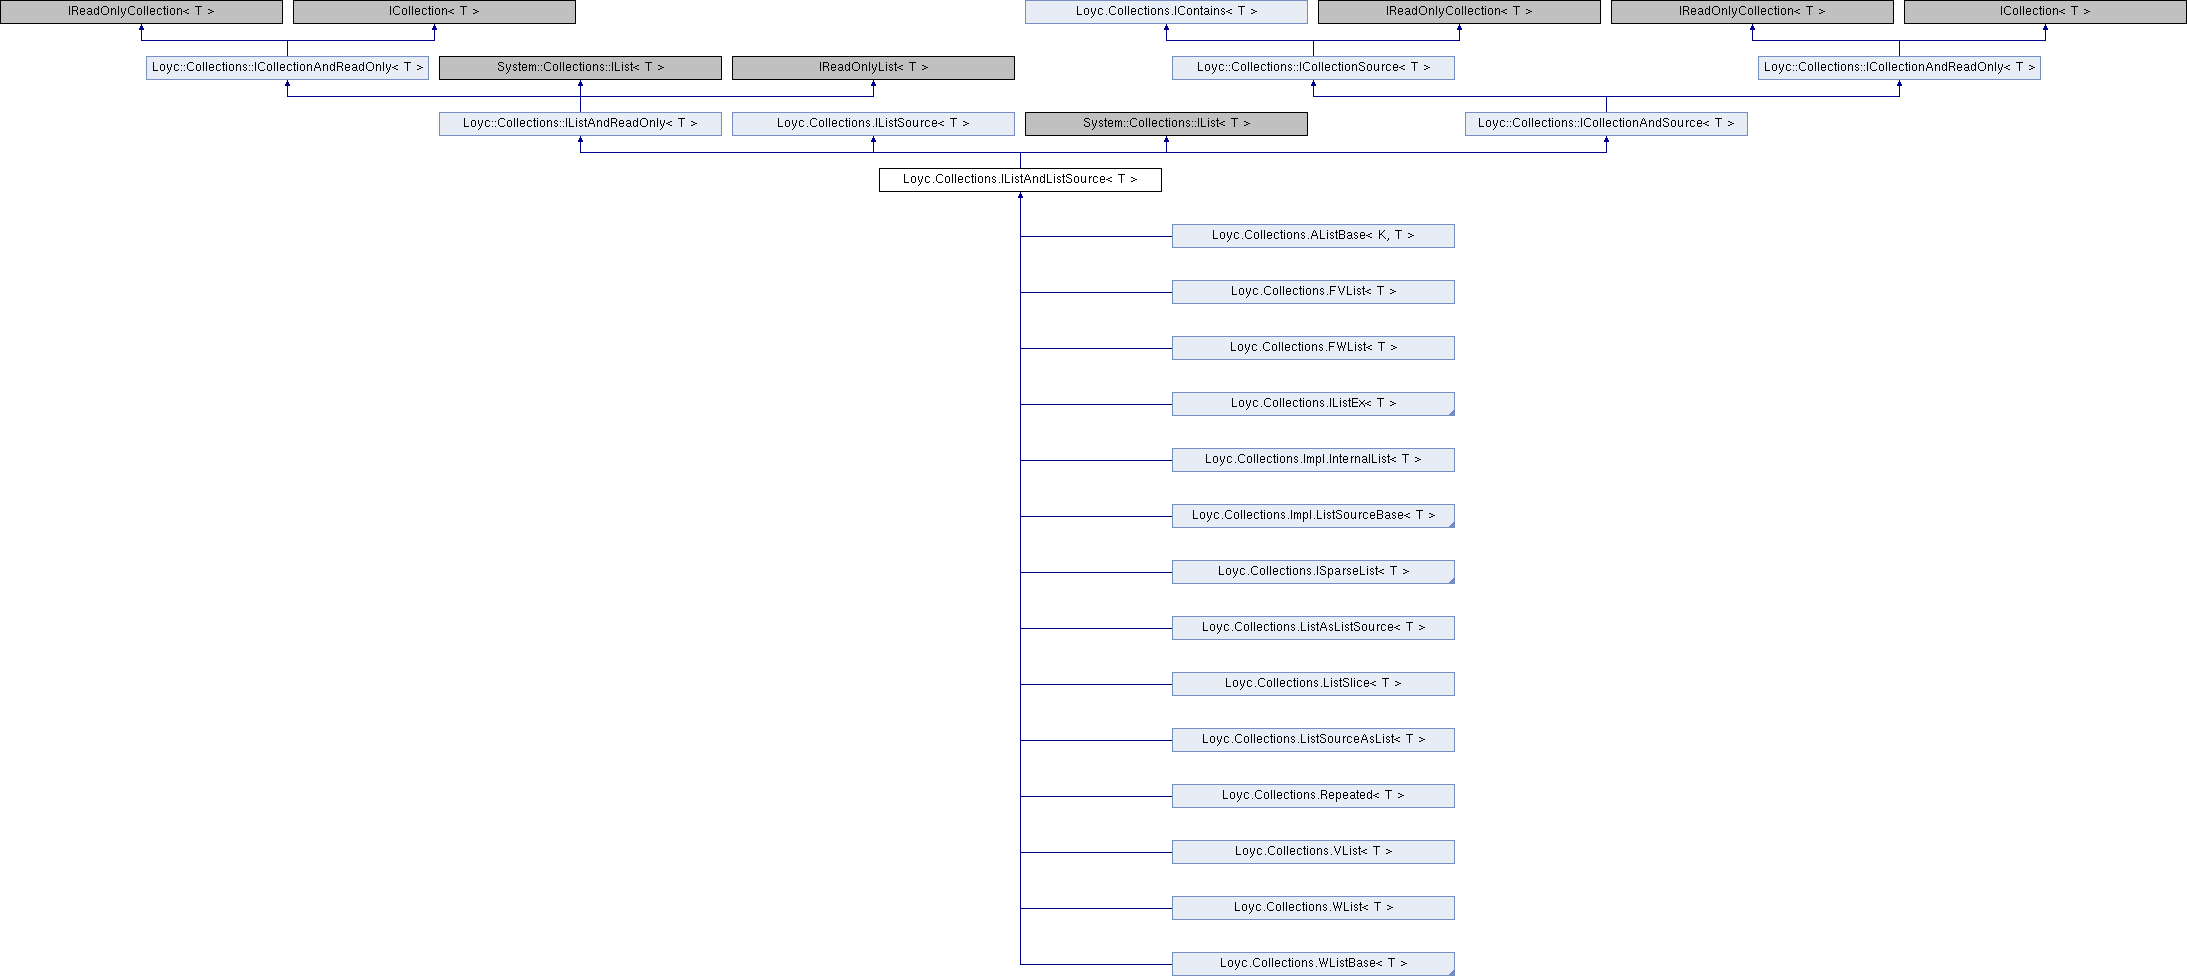 IReadOnlyCollection< T >
ICollection< T >
Loyc.Collections.IContains< T >
IReadOnlyCollection< T >
IReadOnlyCollection< T >
ICollection< T >
Loyc::Collections::ICollectionAndReadOnly< T >
System::Collections::IList< T >
IReadOnlyList< T >
Loyc::Collections::ICollectionSource< T >
Loyc::Collections::ICollectionAndReadOnly< T >
Loyc::Collections::IListAndReadOnly< T >
Loyc.Collections.IListSource< T >
System::Collections::IList< T >
Loyc::Collections::ICollectionAndSource< T >
Loyc.Collections.IListAndListSource< T >
Loyc.Collections.AListBase< K, T >
Loyc.Collections.FVList< T >
Loyc.Collections.FWList< T >
Loyc.Collections.IListEx< T >
Loyc.Collections.Impl.InternalList< T >
Loyc.Collections.Impl.ListSourceBase< T >
Loyc.Collections.ISparseList< T >
Loyc.Collections.ListAsListSource< T >
Loyc.Collections.ListSlice< T >
Loyc.Collections.ListSourceAsList< T >
Loyc.Collections.Repeated< T >
Loyc.Collections.VList< T >
Loyc.Collections.WList< T >
Loyc.Collections.WListBase< T >